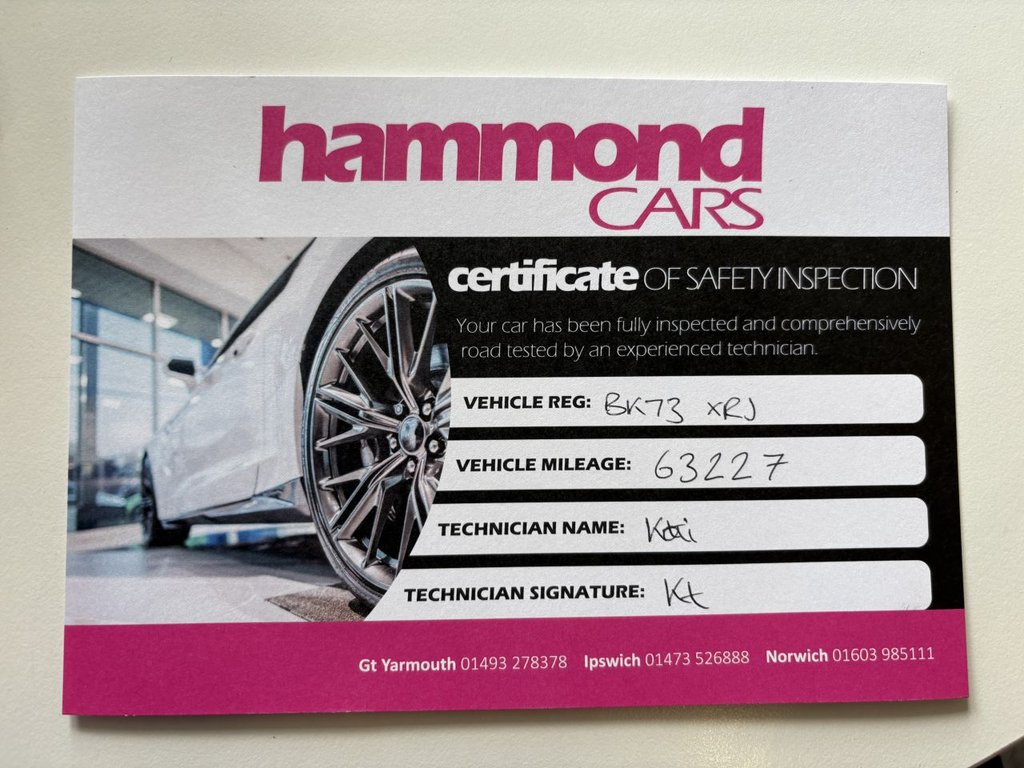 hammond
CARS
certificate OF SAFETY INSPECTION
Your car has been fully inspected and comprehensively
road tested by an experienced technician.
VEHICLE REG: BK73 XRJ
VEHICLE MILEAGE: 63227
TECHNICIAN NAME:
TECHNICIAN SIGNATURE:
Gt Yarmouth 01493 278378 Ipswich 01473 526888 Norwich 01603 985111